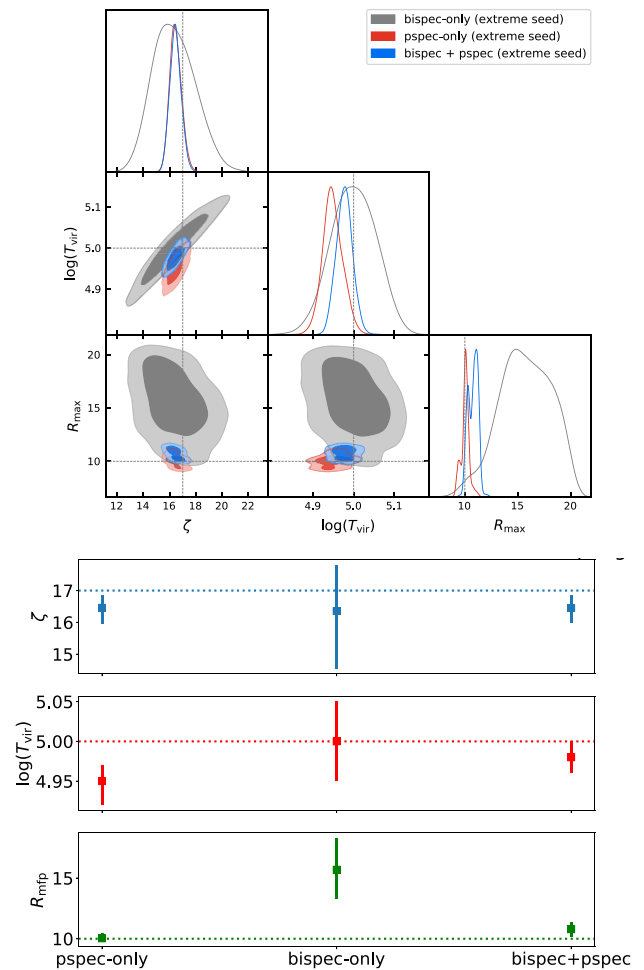 bispec-only (extreme seed)
pspec-only (extreme seed)
bispec + pspec (extreme seed)
5.1
5.0
4.9
log(T_vir)
20
15
10
R_max
12 14 16 18 20 22
ζ
4.9 5.0 5.1
log(T_vir)
10 15 20
R_max
17
16
15
ζ
5.05
5.00
4.95
log(T_vir)
15
10
R_mfp
pspec-only bispec-only bispec+pspec